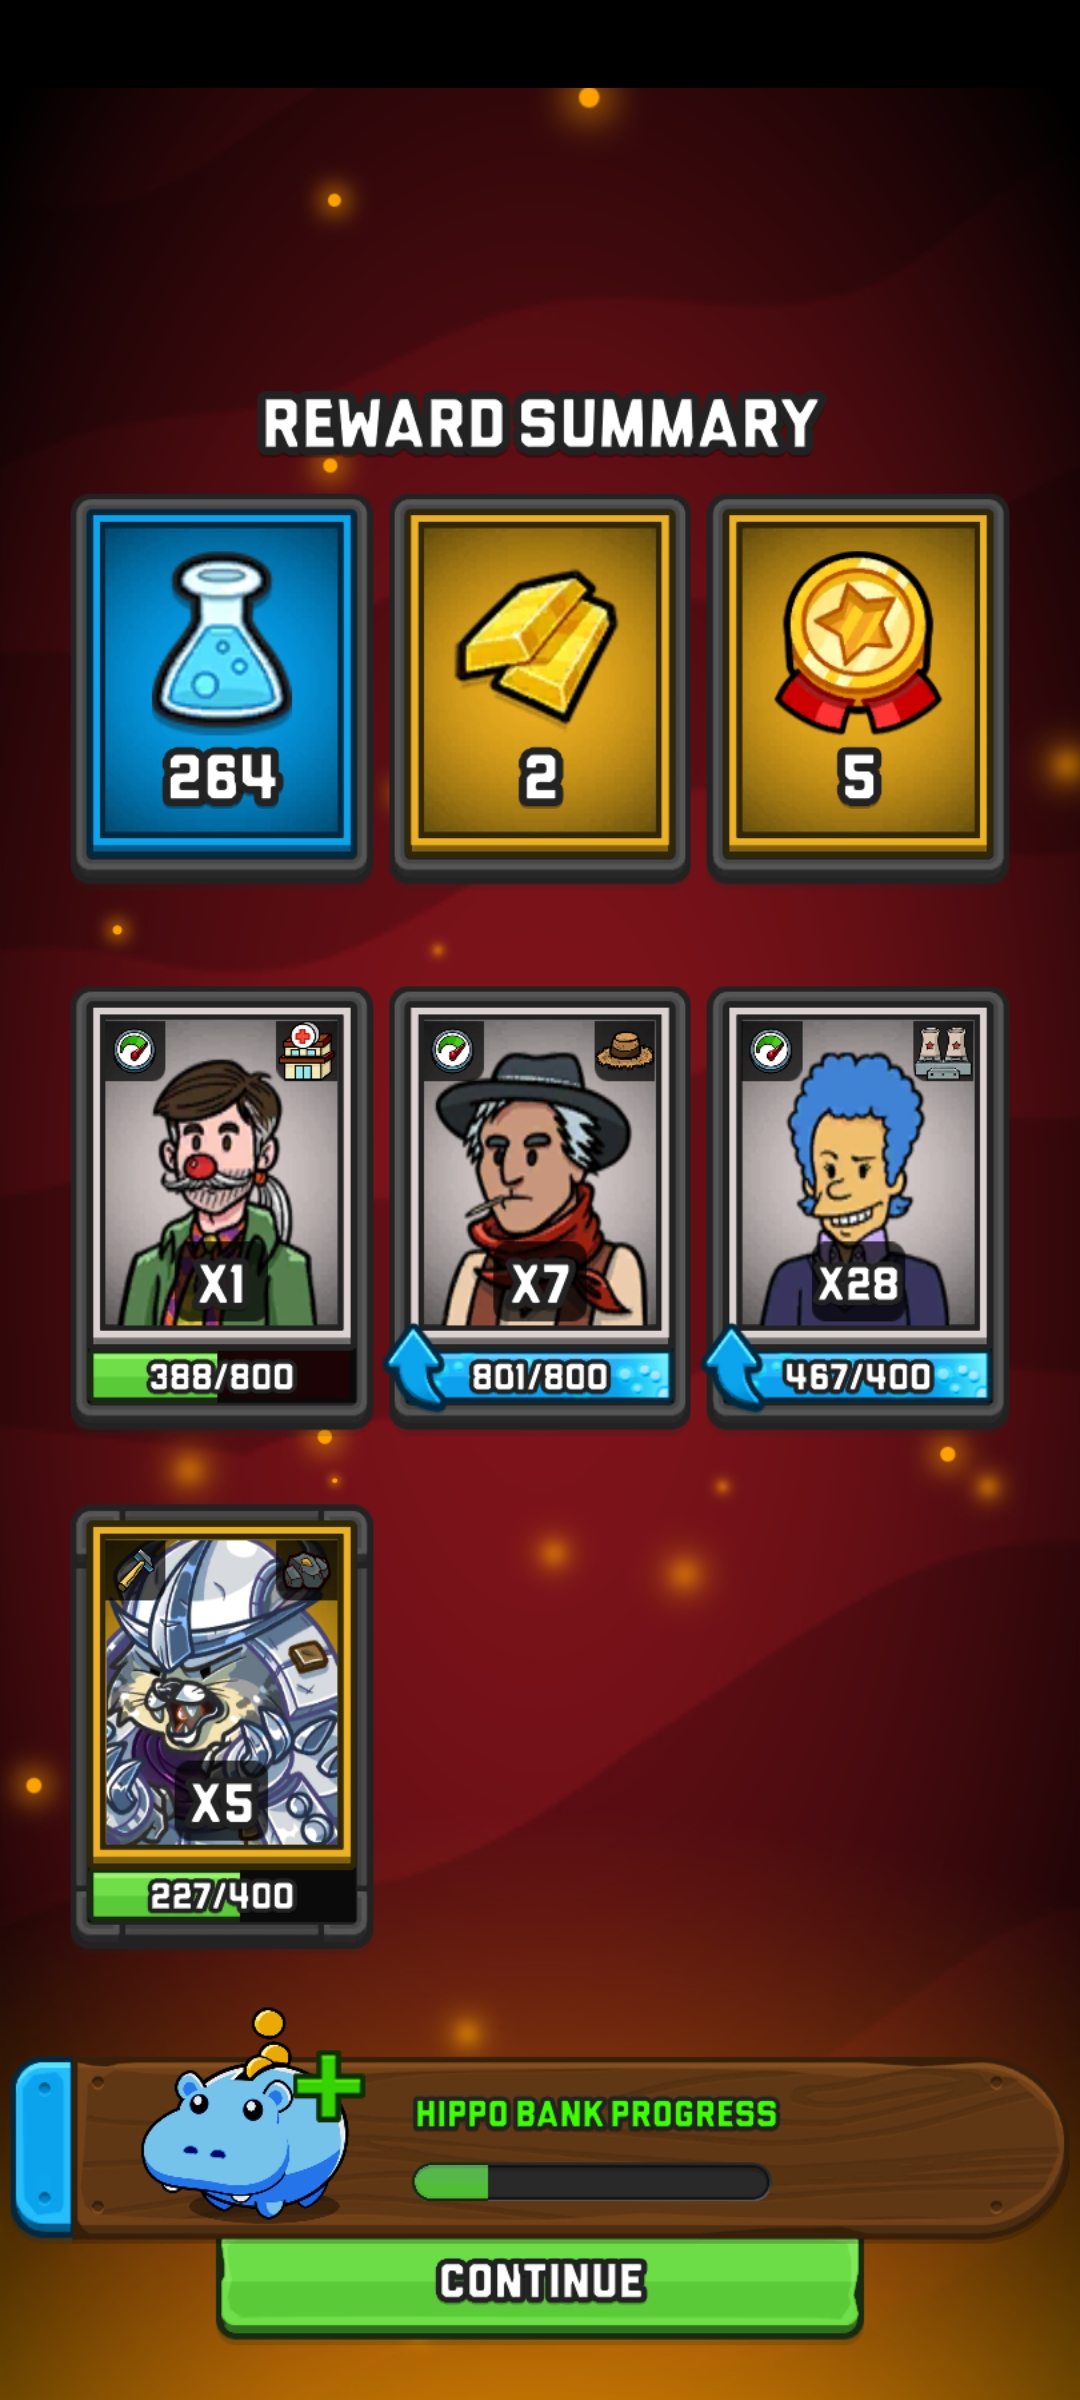 REWARD SUMMARY
264
2
5
X1
X7
X28
388/800
801/800
467/400
X5
227/400
HIPPO BANK PROGRESS
CONTINUE